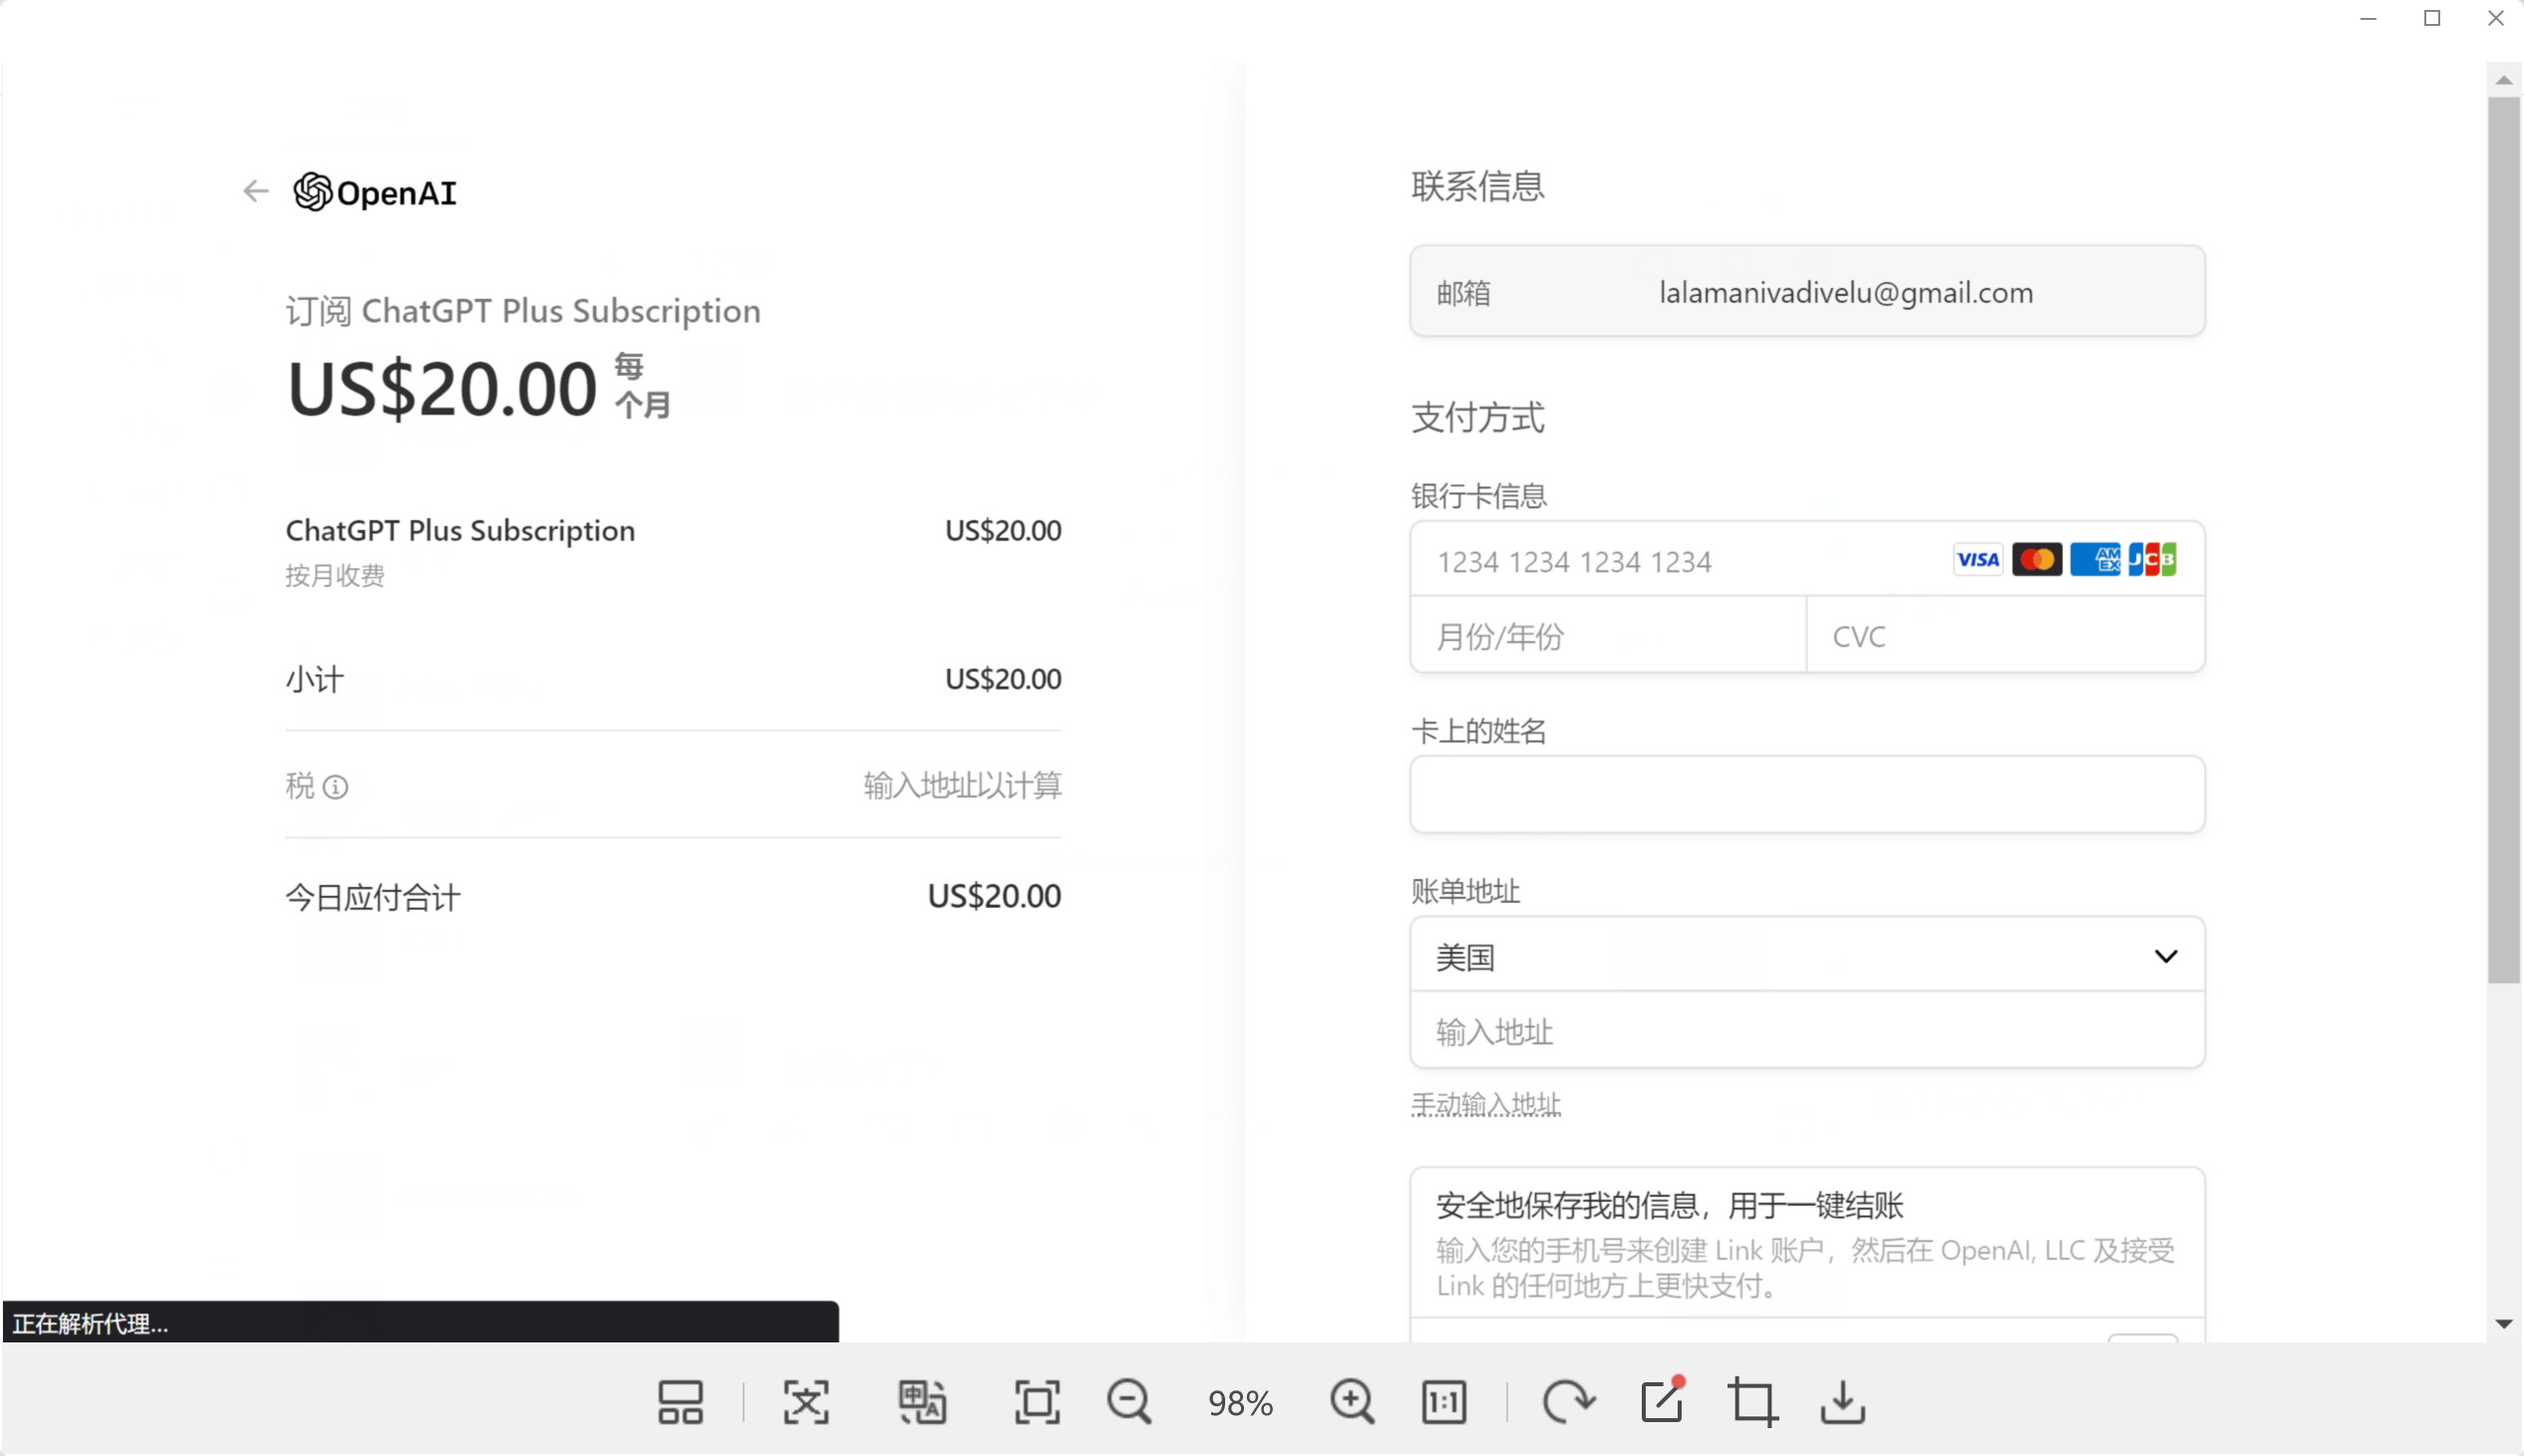 OpenAI
订阅 ChatGPT Plus Subscription
US$20.00 每
个月
ChatGPT Plus Subscription US$20.00
按月收费
小计 US$20.00
税 输入地址以计算
今日应付合计 US$20.00
联系信息
邮箱 lalamanivadivelu@gmail.com
支付方式
银行卡信息
1234 1234 1234 1234 VISA AMEX JCB
月份/年份 CVC
卡上的姓名
账单地址
美国
输入地址
手动输入地址
安全地保存我的信息，用于一键结账
输入您的手机号来创建 Link 账户，然后在 OpenAI, LLC 及接受
Link 的任何地方上更快支付。
正在解析代理...
98% 1:1